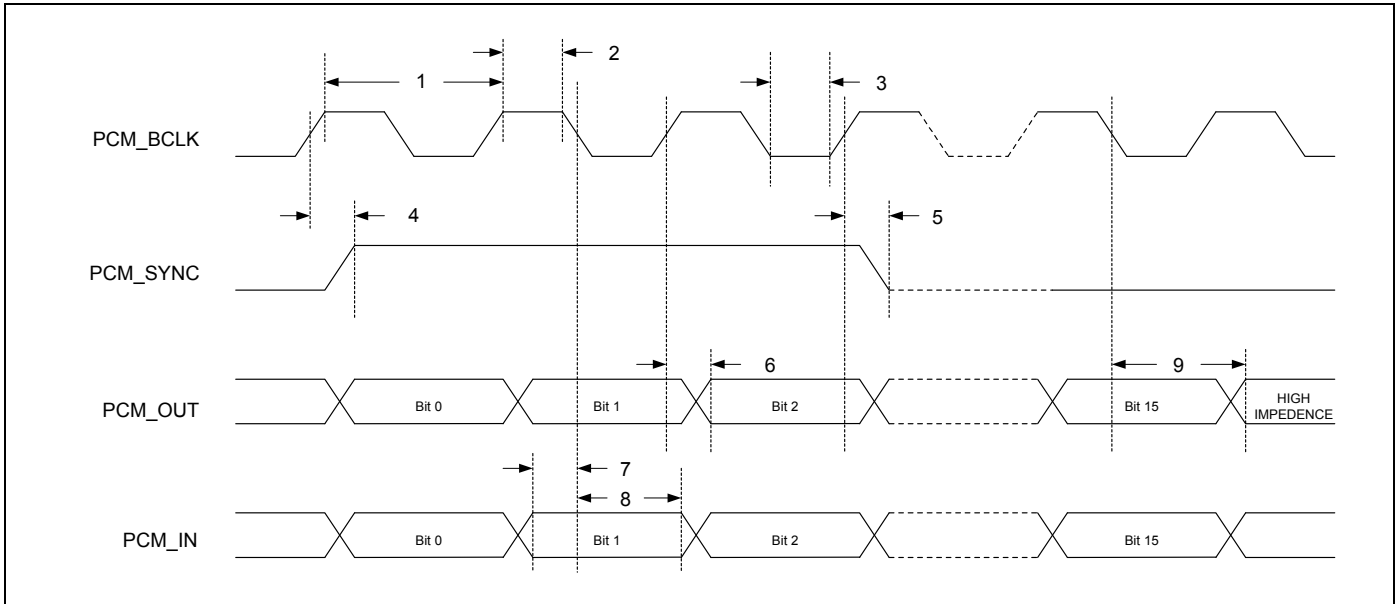 2
1
3
PCM_BCLK
4
5
PCM_SYNC
6
9
PCM_OUT
Bit 0
Bit 1
Bit 2
Bit 15
HIGH
IMPEDENCE
7
8
PCM_IN
Bit 0
Bit 1
Bit 2
Bit 15